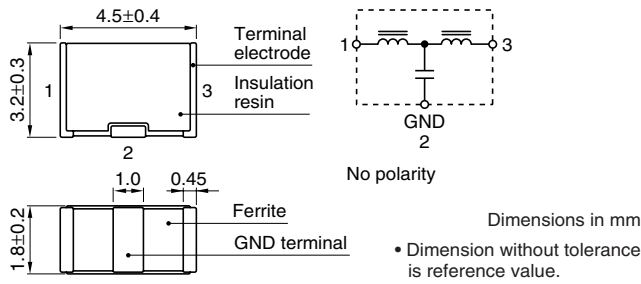 4.5±0.4
3.2±0.3
1
3
2
Terminal
electrode
Insulation
resin
1
3
GND
2
No polarity
1.0
0.45
1.8±0.2
Ferrite
GND terminal
Dimensions in mm
• Dimension without tolerance
is reference value.